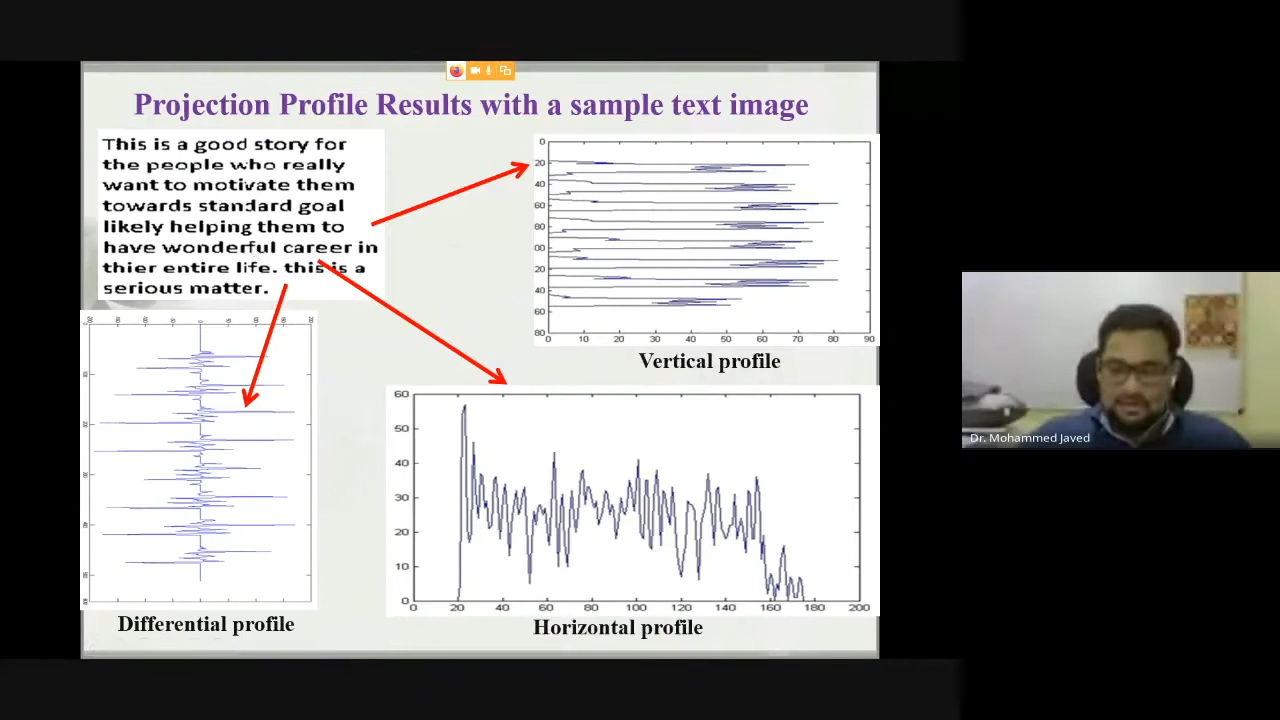 Projection Profile Results with a sample text image
This is a good story for
the people who really
want to motivate them
towards standard goal
likely helping them to
have wonderful career in
thier entire life. this is a
serious matter.
0
20
40
60
80
00
20
40
60
80
0 10 20 30 40 50 60 70 80 90
Vertical profile
Differential profile
60
50
40
30
20
10
0
0 20 40 60 80 100 120 140 160 180 200
Horizontal profile
Dr. Mohammed Javed